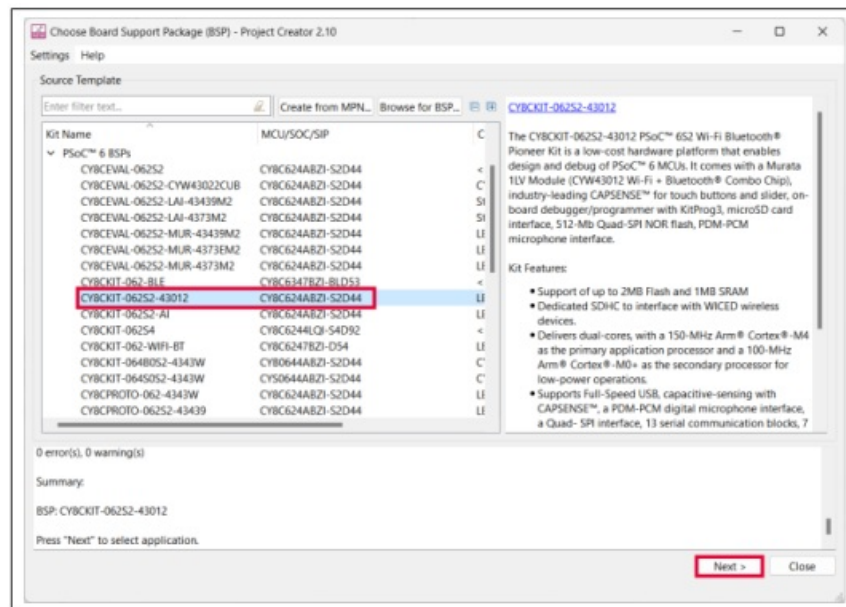 Choose Board Support Package (BSP) - Project Creator 2.10
Settings Help
Source Template
Enter filter text...
Create from MPN... Browse for BSP...
Kit Name MCU/SOC/SIP C
PSoC™ 6 BSPs
CY8CEVAL-062S2 CY8C624ABZI-S2D44 <
CY8CEVAL-062S2-CYW43022CUB CY8C624ABZI-S2D44 C
CY8CEVAL-062S2-LAI-43439M2 CY8C624ABZI-S2D44 St
CY8CEVAL-062S2-LAI-4373M2 CY8C624ABZI-S2D44 St
CY8CEVAL-062S2-MUR-43439M2 CY8C624ABZI-S2D44 LE
CY8CEVAL-062S2-MUR-4373EM2 CY8C624ABZI-S2D44 LE
CY8CEVAL-062S2-MUR-4373M2 CY8C624ABZI-S2D44 LE
CY8CKIT-062-BLE CY8C6347BZI-BLD53 <
CY8CKIT-062S2-43012 CY8C624ABZI-S2D44 LE
CY8CKIT-062S2-AI CY8C624ABZI-S2D44 LE
CY8CKIT-062S4 CY8C6244LQI-S4D92 <
CY8CKIT-062-WIFI-BT CY8C6247BZI-D54 LE
CY8CKIT-064B0S2-4343W CYB0644ABZI-S2D44 C
CY8CKIT-064S0S2-4343W CYS0644ABZI-S2D44 C
CY8CPROTO-062-4343W CY8C624ABZI-S2D44 LE
CY8CPROTO-062S2-43439 CY8C624ABZI-S2D44 LE
CY8CKIT-062S2-43012
The CY8CKIT-062S2-43012 PSoC™ 6S2 Wi-Fi Bluetooth®
Pioneer Kit is a low-cost hardware platform that enables
design and debug of PSoC™ 6 MCUs. It comes with a Murata
1LV Module (CYW43012 Wi-Fi + Bluetooth® Combo Chip),
industry-leading CAPSENSE™ for touch buttons and slider, on-
board debugger/programmer with KitProg3, microSD card
interface, 512-Mb Quad-SPI NOR flash, PDM-PCM
microphone interface.
Kit Features:
• Support of up to 2MB Flash and 1MB SRAM
• Dedicated SDHC to interface with WICED wireless
devices.
• Delivers dual-cores, with a 150-MHz Arm® Cortex®-M4
as the primary application processor and a 100-MHz
Arm® Cortex®-M0+ as the secondary processor for
low-power operations.
• Supports Full-Speed USB, capacitive-sensing with
CAPSENSE™, a PDM-PCM digital microphone interface,
a Quad- SPI interface, 13 serial communication blocks, 7
0 error(s), 0 warning(s)
Summary:
BSP: CY8CKIT-062S2-43012
Press "Next" to select application.
Next > Close